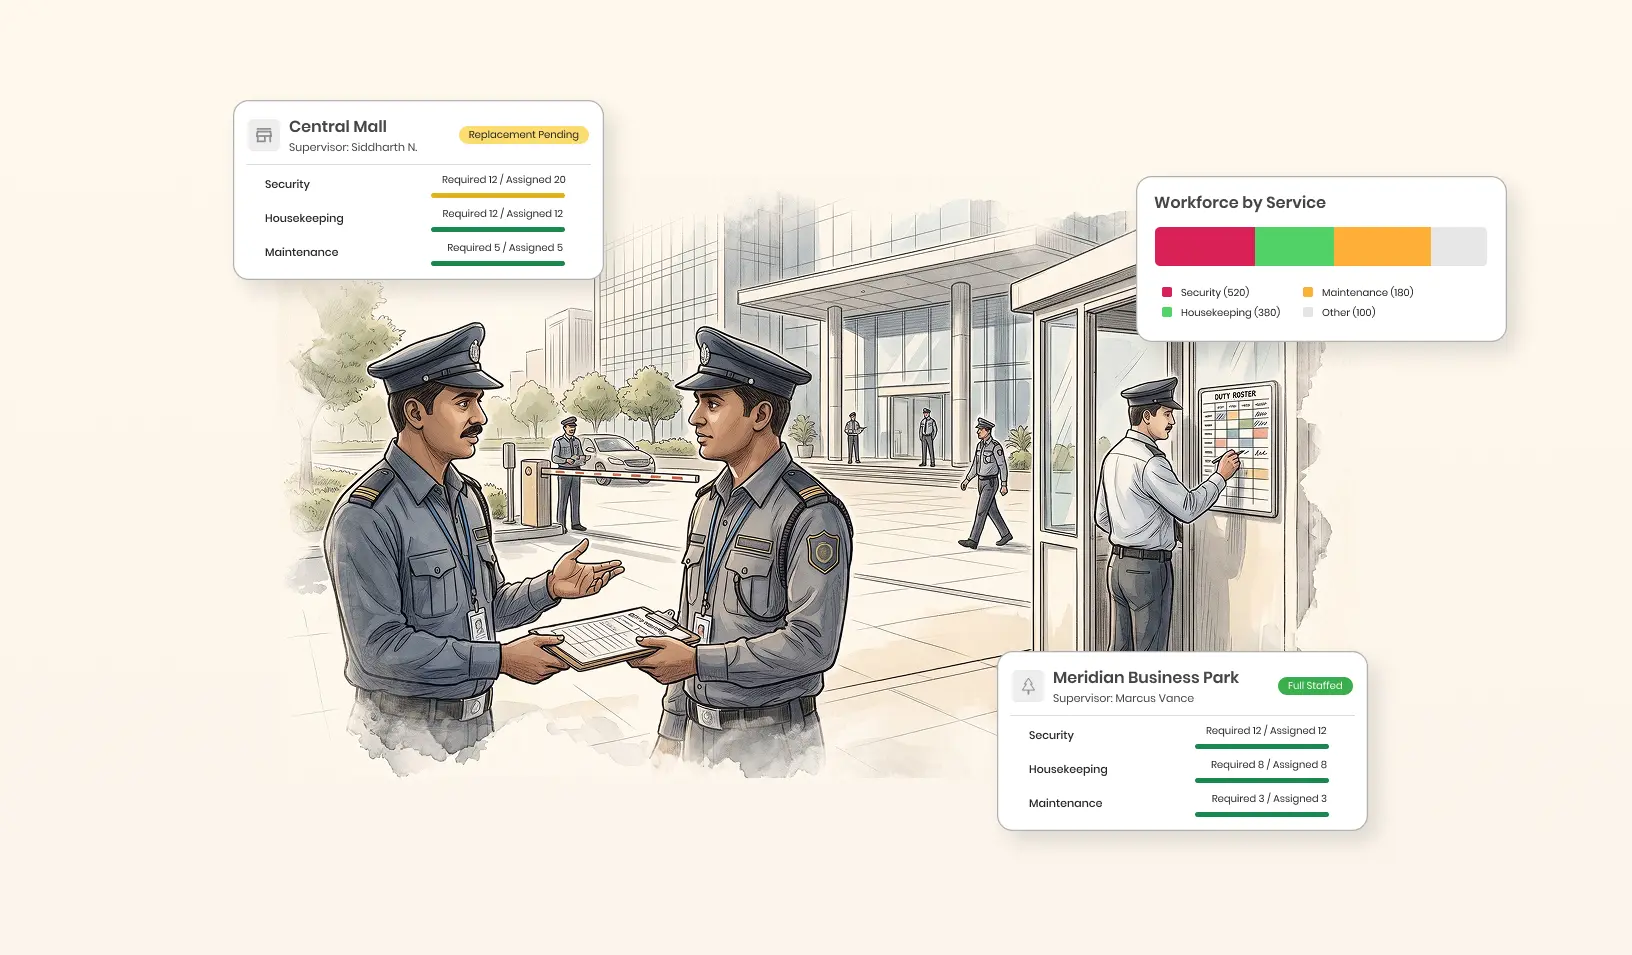 Central Mall
Supervisor: Siddharth N.
Replacement Pending
Security
Required 12 / Assigned 20
Housekeeping
Required 12 / Assigned 12
Maintenance
Required 5 / Assigned 5
Workforce by Service
Security (520)
Maintenance (180)
Housekeeping (380)
Other (100)
DUTY ROSTER
Meridian Business Park
Supervisor: Marcus Vance
Full Staffed
Security
Required 12 / Assigned 12
Housekeeping
Required 8 / Assigned 8
Maintenance
Required 3 / Assigned 3